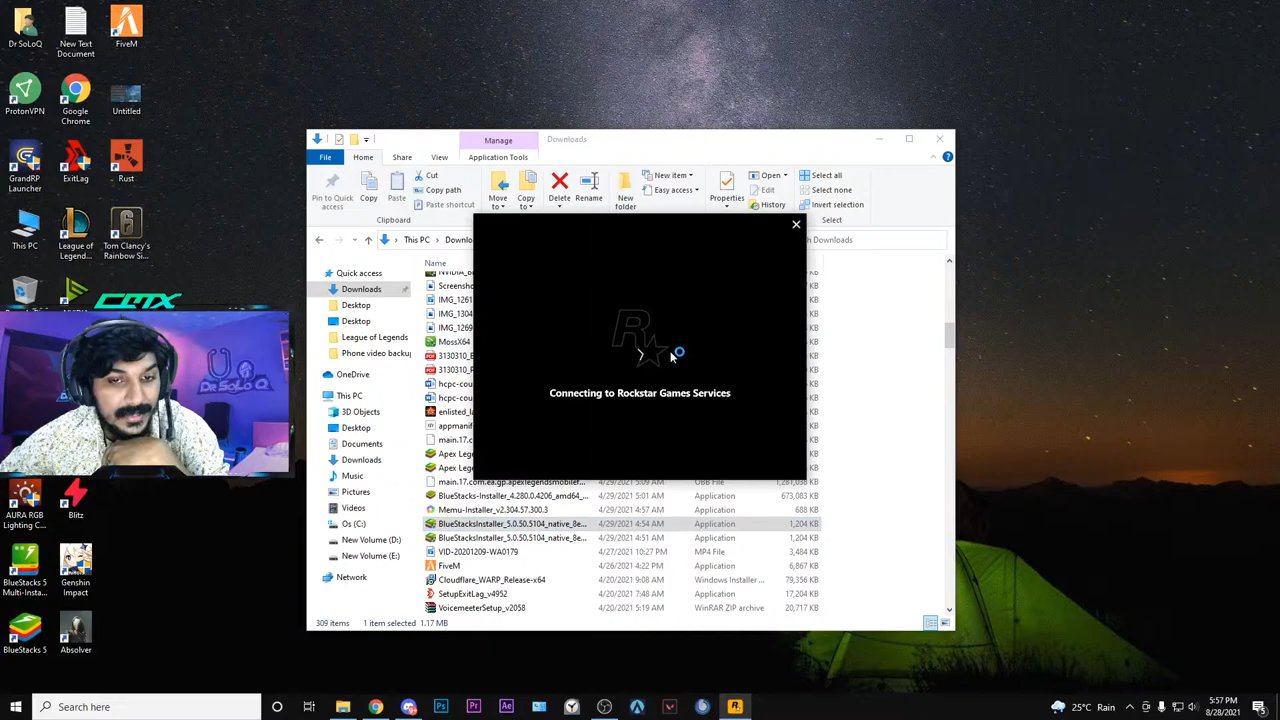 Dr SoLoQ
New Text Document
FiveM
ProtonVPN
Google Chrome
Untitled
GrandRP Launcher
ExitLag
Rust
This PC
League of Legend...
Tom Clancy's Rainbow Si...
CMX
Dr SoLo Q
AURA RGB Lighting C...
Blitz
BlueStacks 5 Multi-Insta...
Genshin Impact
BlueStacks 5
Absolver
Manage
Downloads
File
Home
Share
View
Application Tools
Pin to Quick access
Copy
Paste
Cut
Copy path
Paste shortcut
Clipboard
Move to
Copy to
Delete
Rename
New folder
New item
Easy access
Properties
Open
Edit
History
Select all
Select none
Invert selection
Select
This PC
Downlo
Downloads
Name
Quick access
Downloads
Desktop
Desktop
League of Legends
Phone video backup
OneDrive
This PC
3D Objects
Desktop
Documents
Downloads
Music
Pictures
Videos
Os (C:)
New Volume (D:)
New Volume (E:)
Network
Screensho
IMG_1261
IMG_1304
IMG_1269
MossX64
3130310_E
3130310_R
hcpc-cou
hcpc-cou
enlisted_la
appmanif
main.17.c
Apex Leg
Apex Leg
Connecting to Rockstar Games Services
KB
main.17.com.ea.gp.apexlegendsmobilef... 4/29/2021 5:09 AM OBB File 1,281,038 KB
BlueStacks-Installer_4.280.0.4206_amd64_... 4/29/2021 5:01 AM Application 673,083 KB
Memu-Installer_v2.304.57.300.3 4/29/2021 4:57 AM Application 688 KB
BlueStacksInstaller_5.0.50.5104_native_8e... 4/29/2021 4:54 AM Application 1,204 KB
BlueStacksInstaller_5.0.50.5104_native_8e... 4/29/2021 4:51 AM Application 1,204 KB
VID-20201209-WA0179 4/27/2021 10:27 PM MP4 File 3,484 KB
FiveM 4/26/2021 4:22 PM Application 6,867 KB
Cloudflare_WARP_Release-x64 4/20/2021 9:08 AM Windows Installer ... 79,356 KB
SetupExitLag_v4952 4/20/2021 7:48 AM Application 17,204 KB
VoicemeeterSetup_v2058 4/20/2021 5:19 AM WinRAR ZIP archive 20,717 KB
309 items 1 item selected 1.17 MB
Search here
25°C Rain
5:57 PM
8/28/2021